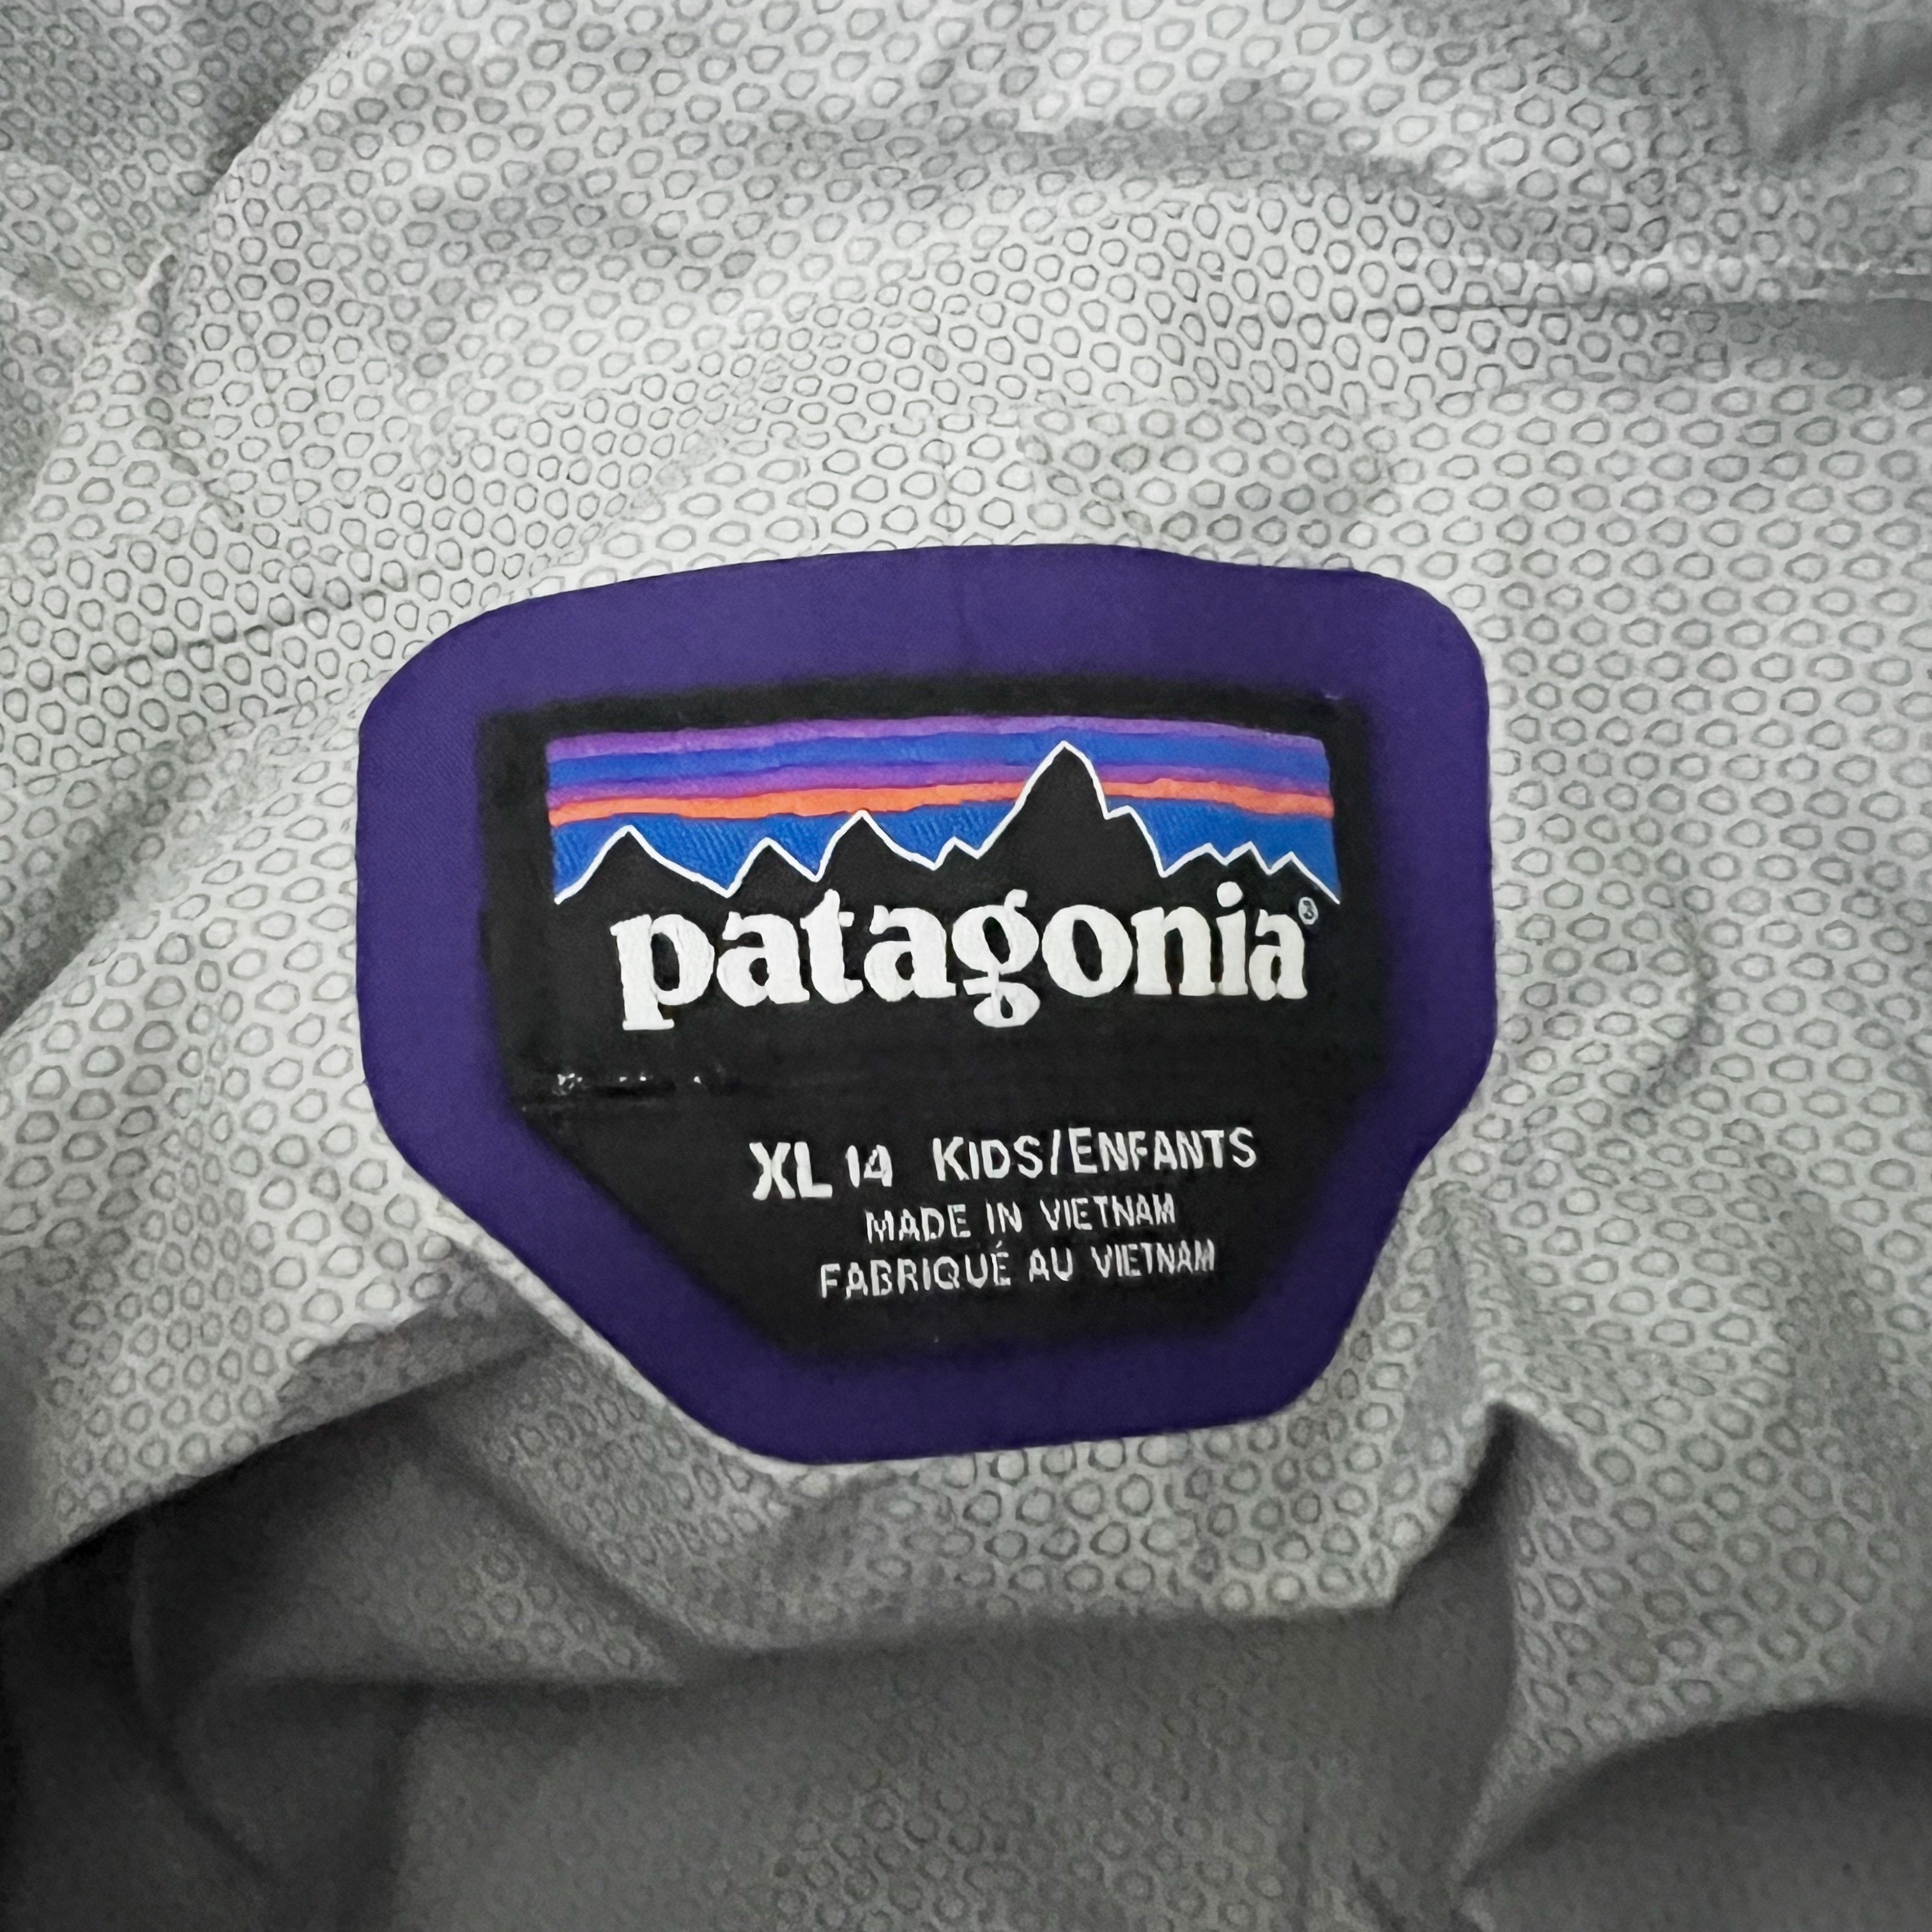 patagonia®
XL 14 KIDS/ENFANTS
MADE IN VIETNAM
FABRIQUÉ AU VIETNAM